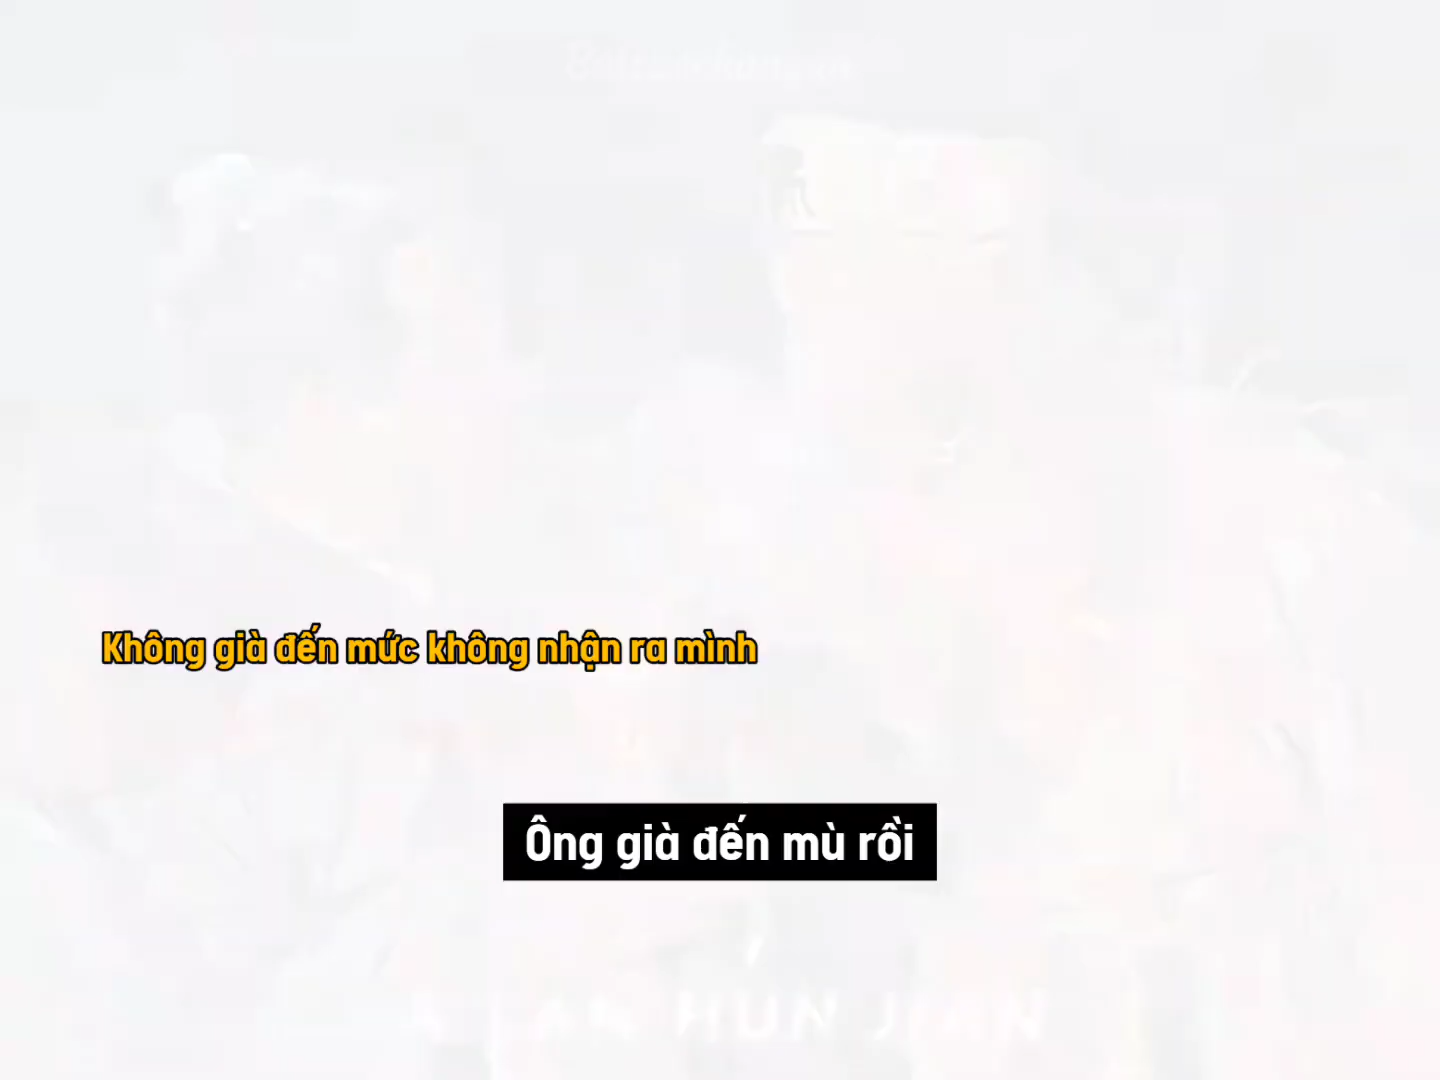 Không già đến mức không nhận ra mình
Ông già đến mù rồi